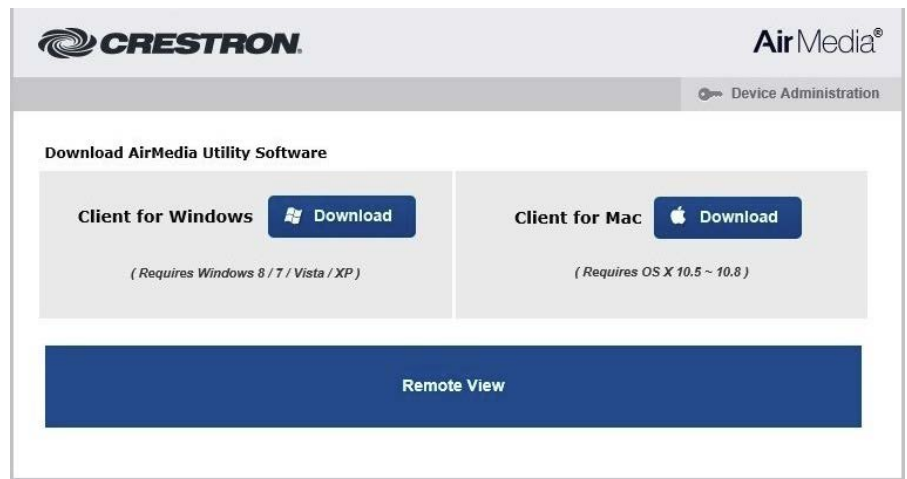 CRESTRON.
AirMedia®
Device Administration
Download AirMedia Utility Software
Client for Windows Download
( Requires Windows 8 / 7 / Vista / XP )
Client for Mac Download
( Requires OS X 10.5 ~ 10.8 )
Remote View